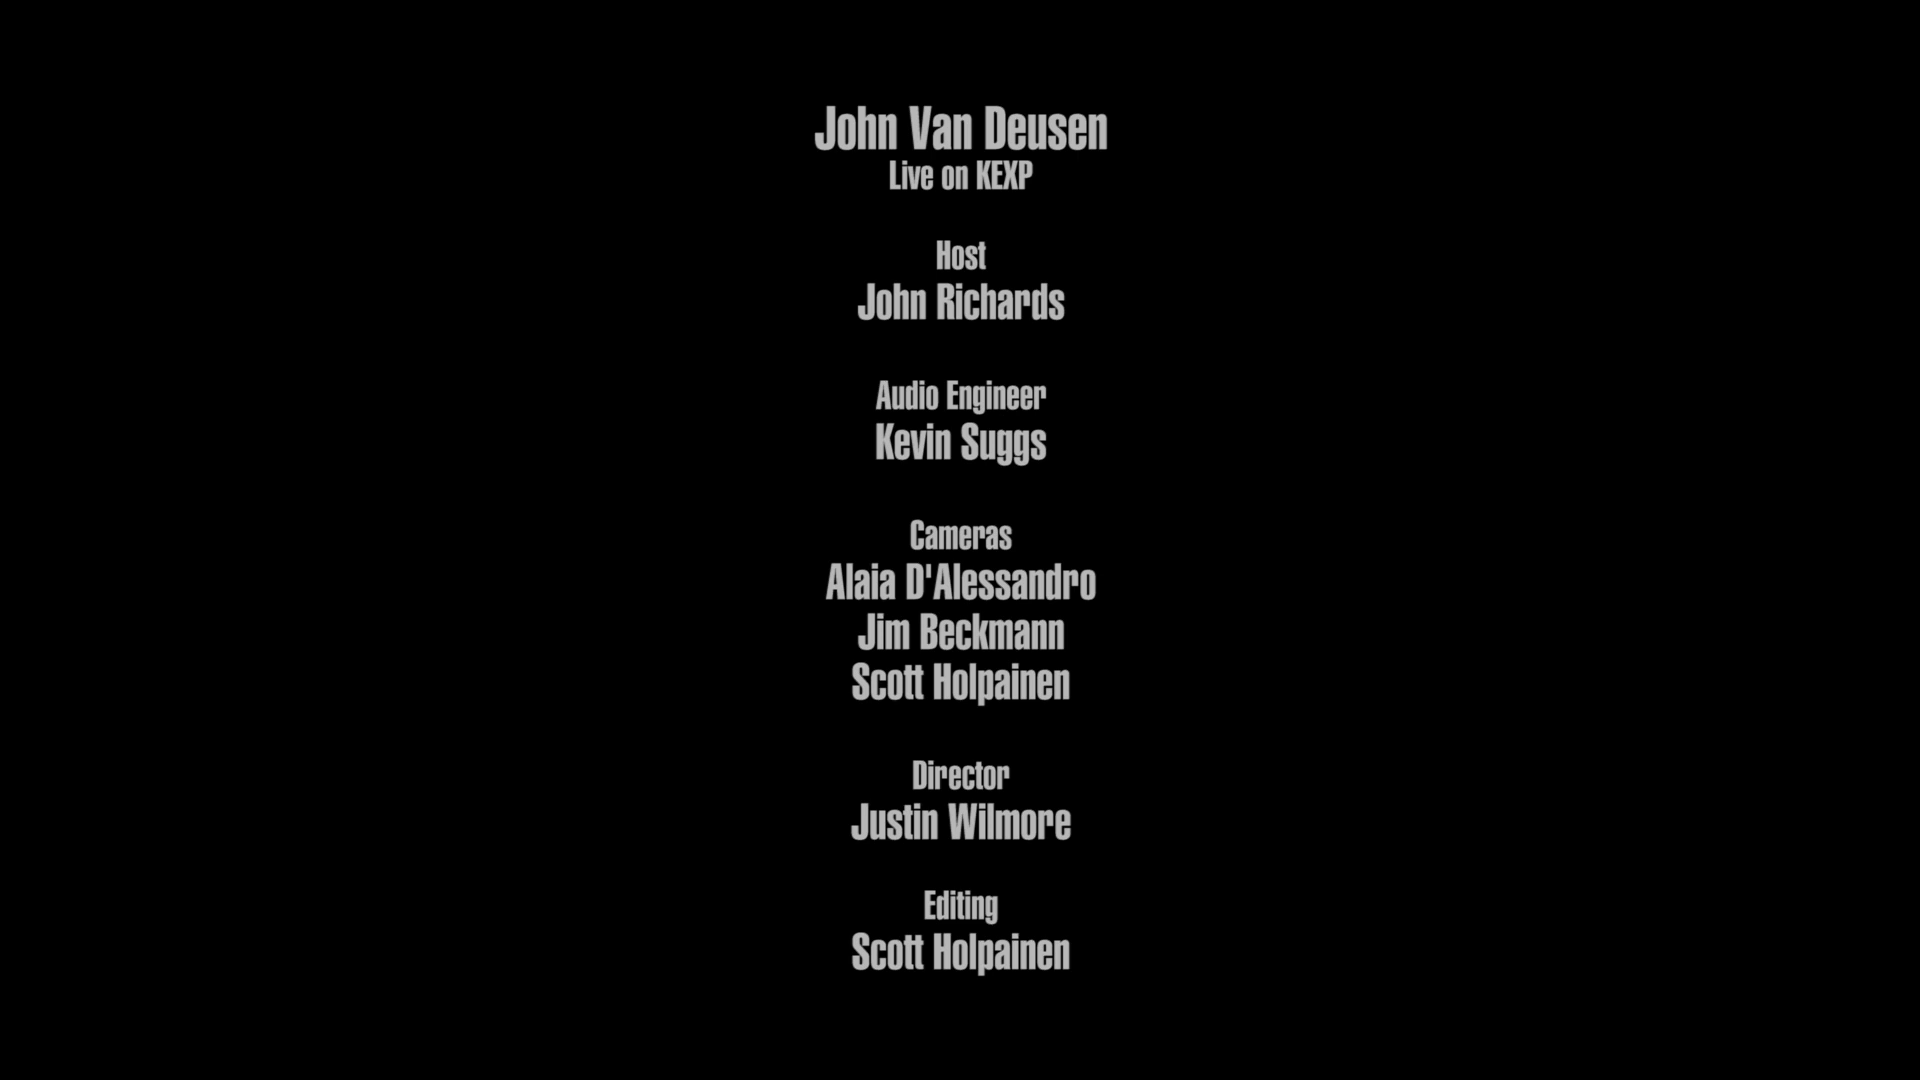 John Van Deusen
Live on KEXP
Host
John Richards
Audio Engineer
Kevin Suggs
Cameras
Alaia D'Alessandro
Jim Beckmann
Scott Holpainen
Director
Justin Wilmore
Editing
Scott Holpainen